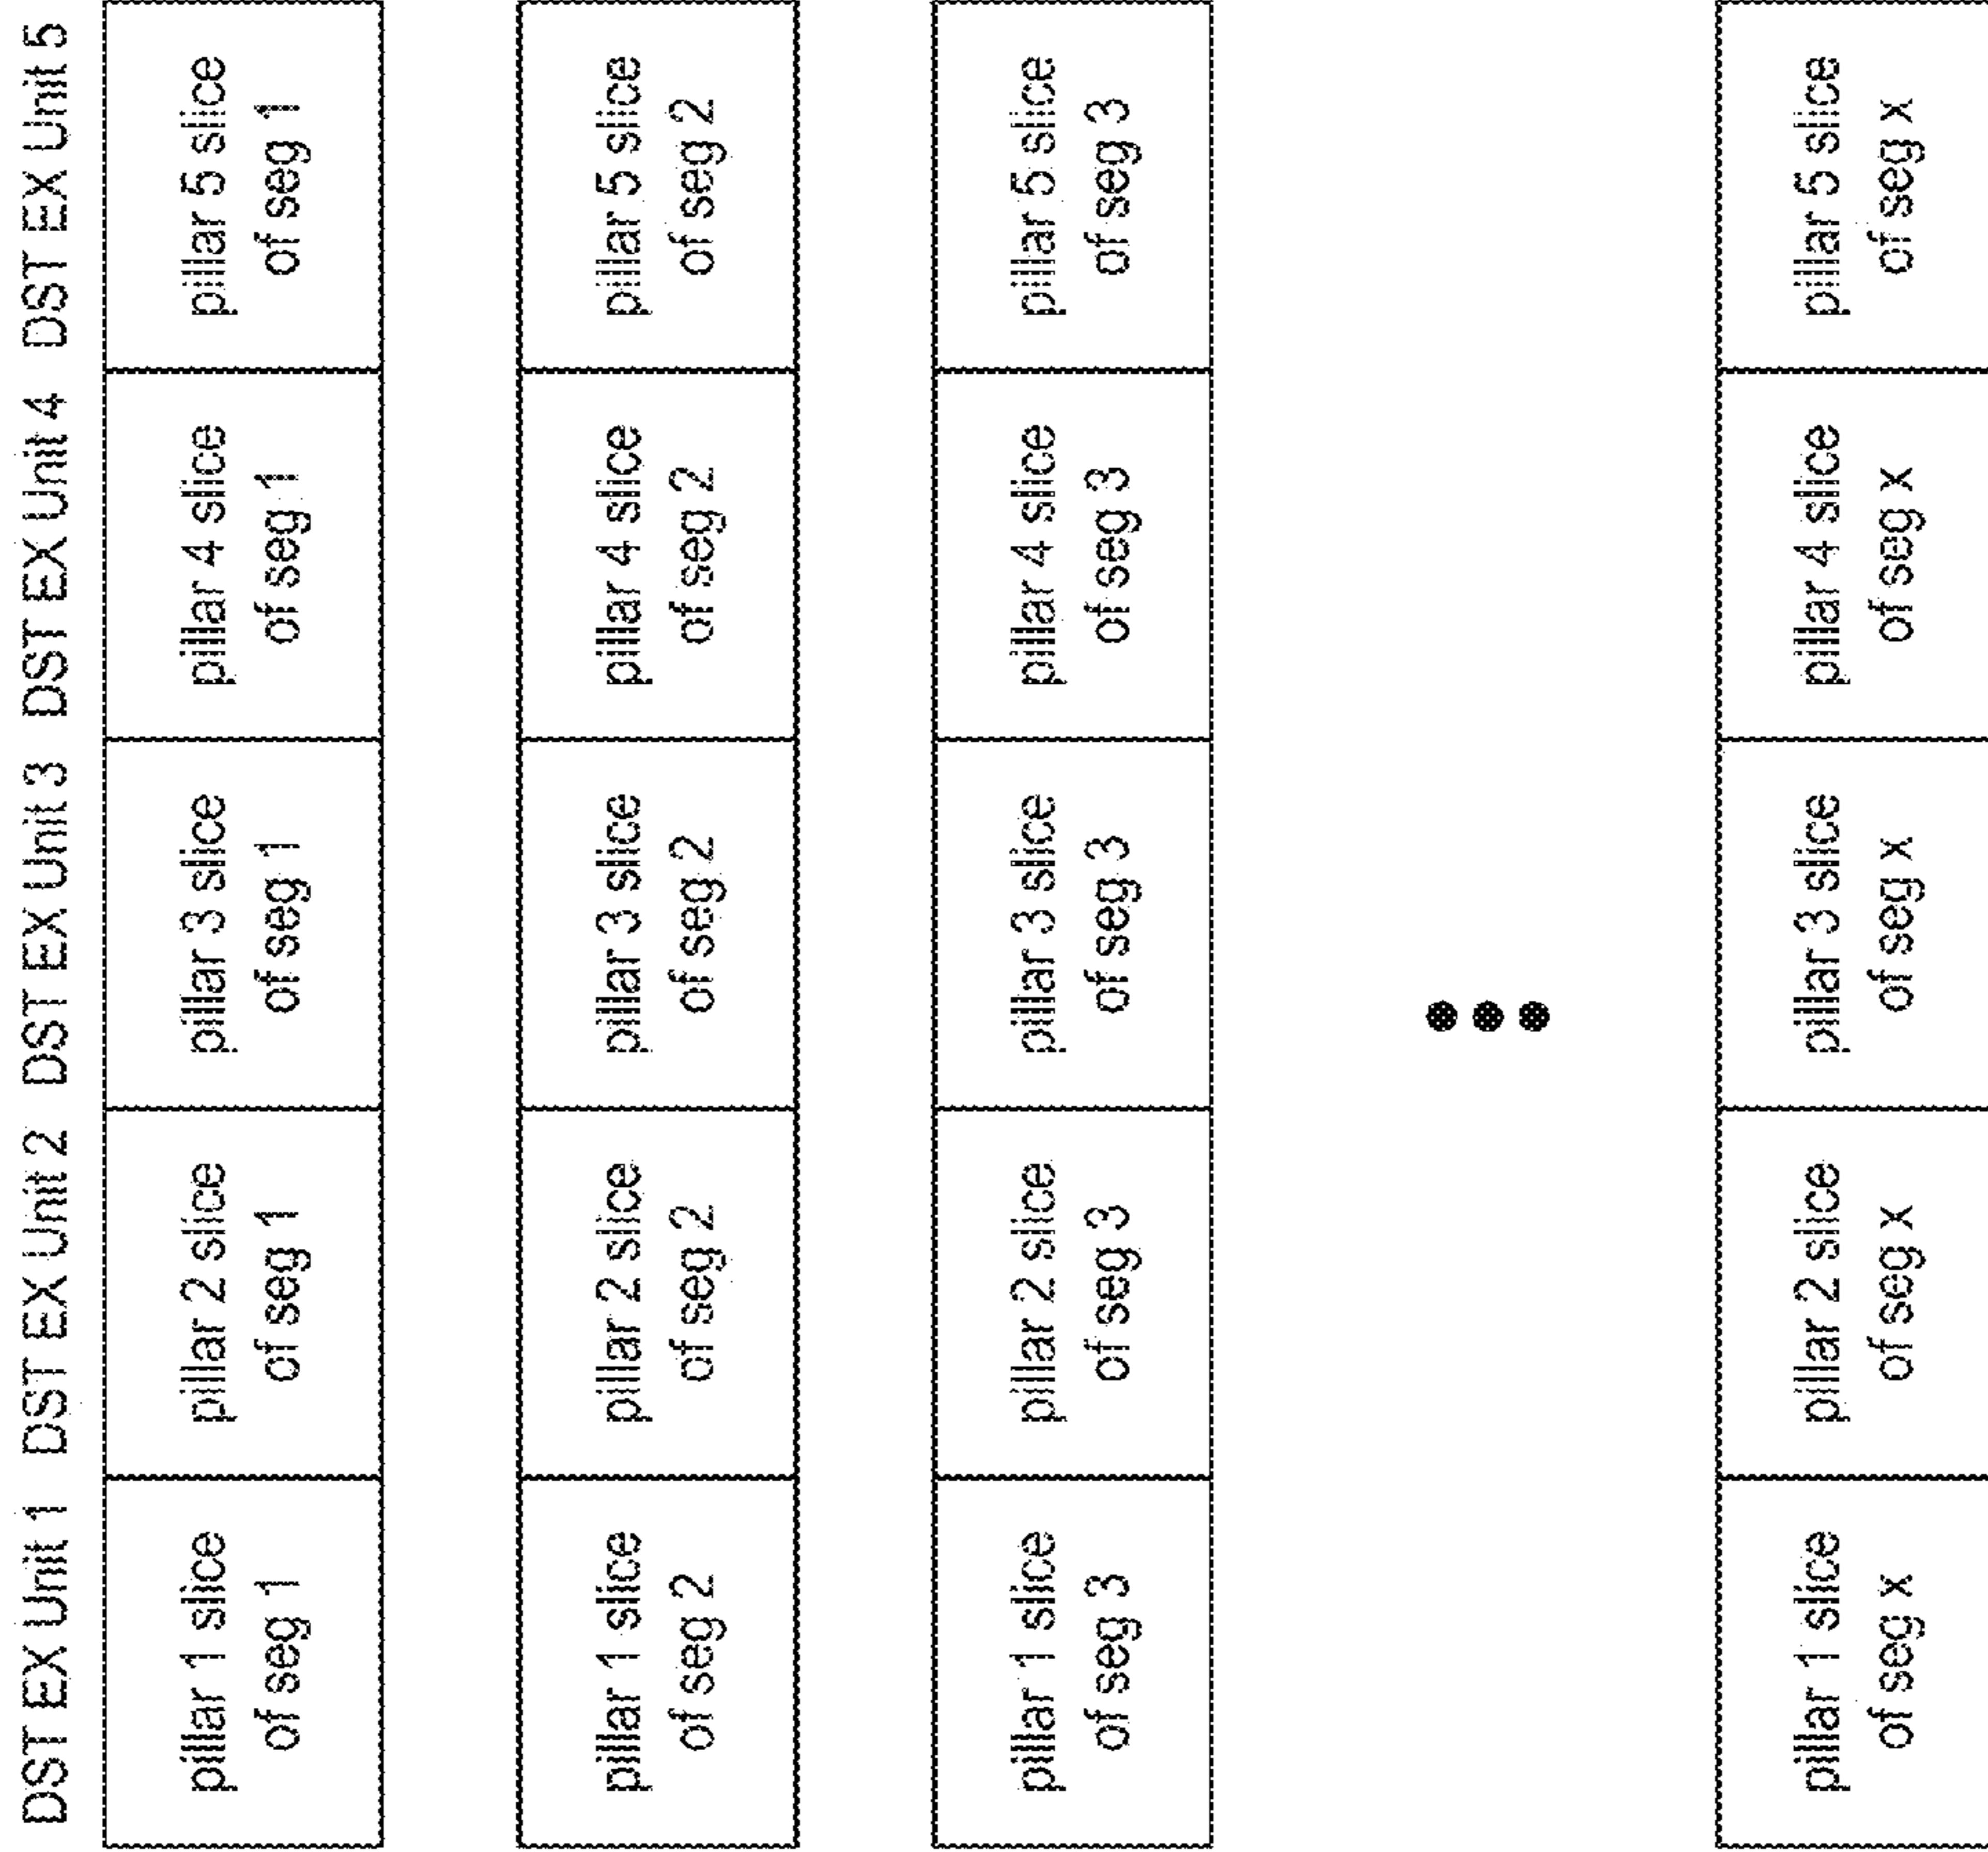 DST EX Unit 1 DST EX Unit 2 DST EX Unit 3 DST EX Unit 4 DST EX Unit 5
pillar 1 slice
of seg 1
pillar 2 slice
of seg 1
pillar 3 slice
of seg 1
pillar 4 slice
of seg 1
pillar 5 slice
of seg 1
pillar 1 slice
of seg 2
pillar 2 slice
of seg 2
pillar 3 slice
of seg 2
pillar 4 slice
of seg 2
pillar 5 slice
of seg 2
pillar 1 slice
of seg 3
pillar 2 slice
of seg 3
pillar 3 slice
of seg 3
pillar 4 slice
of seg 3
pillar 5 slice
of seg 3
pillar 1 slice
of seg x
pillar 2 slice
of seg x
pillar 3 slice
of seg x
pillar 4 slice
of seg x
pillar 5 slice
of seg x